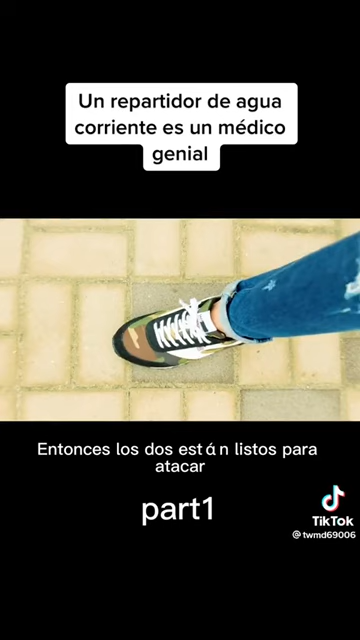 Un repartidor de agua
corriente es un médico
genial
Entonces los dos están listos para
atacar
part1
TikTok
@twmd69006